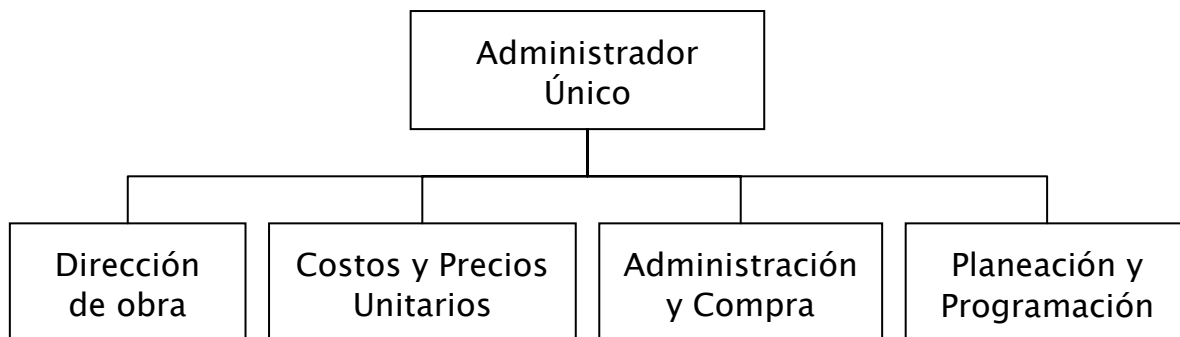 Administrador
Único
Dirección
de obra
Costos y Precios
Unitarios
Administración
y Compra
Planeación y
Programación